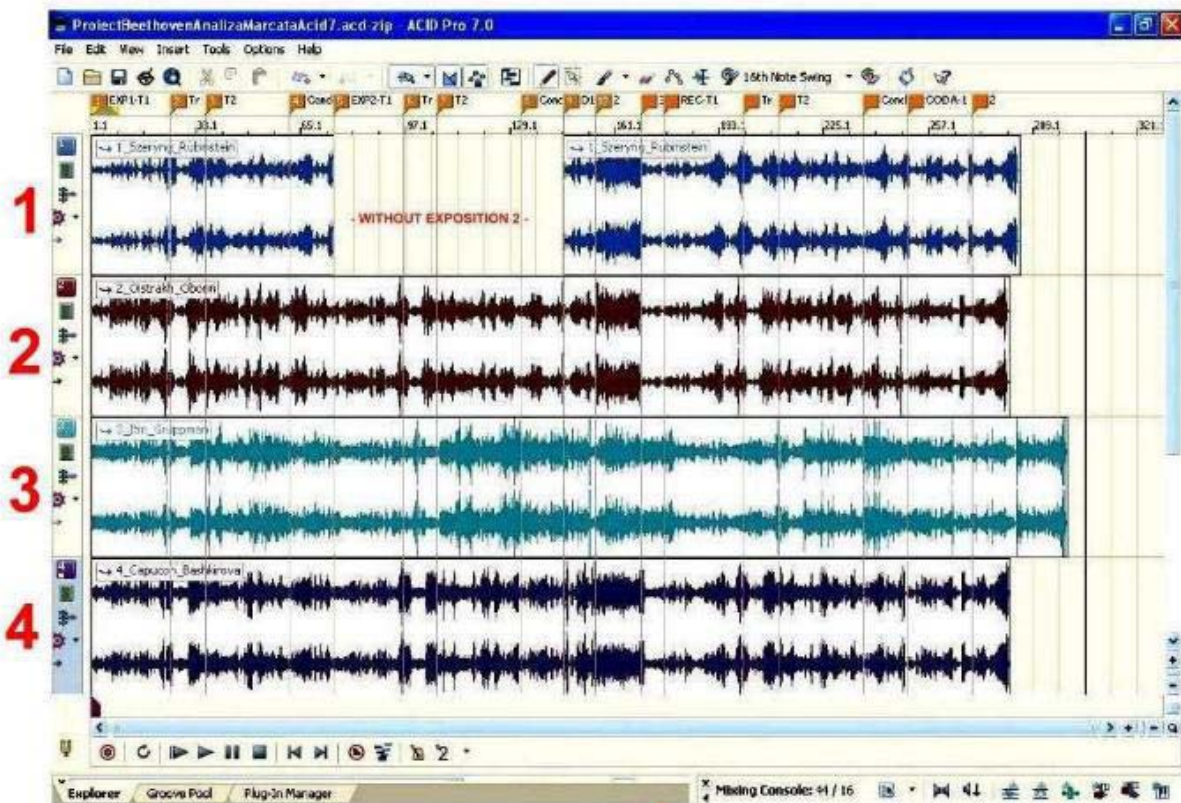 ProiectBeethovenAnalizaMarcataAcid7.acd-zip - ACID Pro 7.0
File Edit View Insert Tools Options Help
16th Note Swing
EXP1-T1 Tr T2 Concl EXP2-T1 Tr T2 Conc D1 2 REC-T1 Tr T2 Concl CODA-1 2
1.1 33.1 65.1 97.1 129.1 161.1 193.1 225.1 257.1 289.1 321.1
1
1_Szeryng_Rubinstein
1_Szeryng_Rubinstein
- WITHOUT EXPOSITION 2 -
2
2_Oistrakh_Oborin
3
4
4_Capucon_Bashkirova
Explorer Groove Pool Plug-In Manager
Mixing Console: 44 / 16